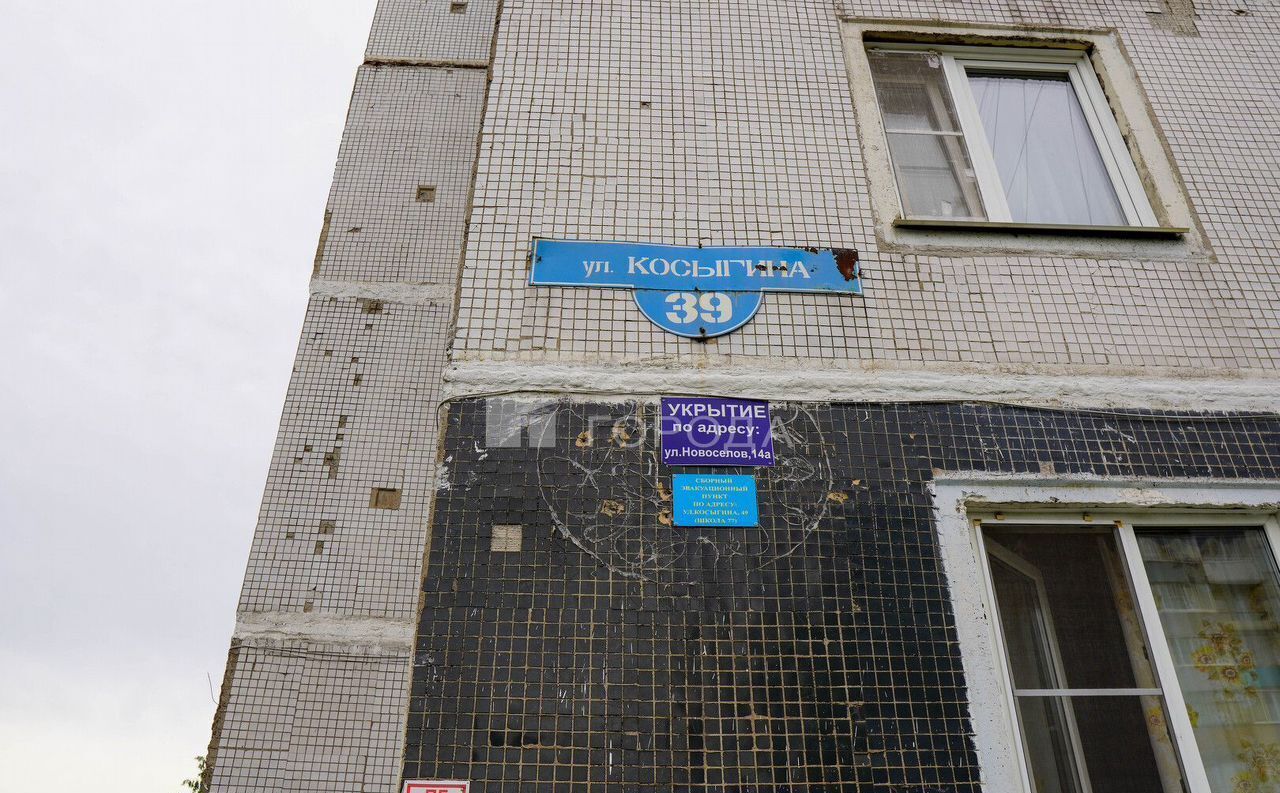 ул. КОСЫГИНА
39
УКРЫТИЕ
по адресу:
ул.Новоселов,14а
ГОРОДА
СБОРНЫЙ
ЭВАКУАЦИОННЫЙ
ПУНКТ
ПО АДРЕСУ:
УЛ.КОСЫГИНА, 49
(ШКОЛА 77)